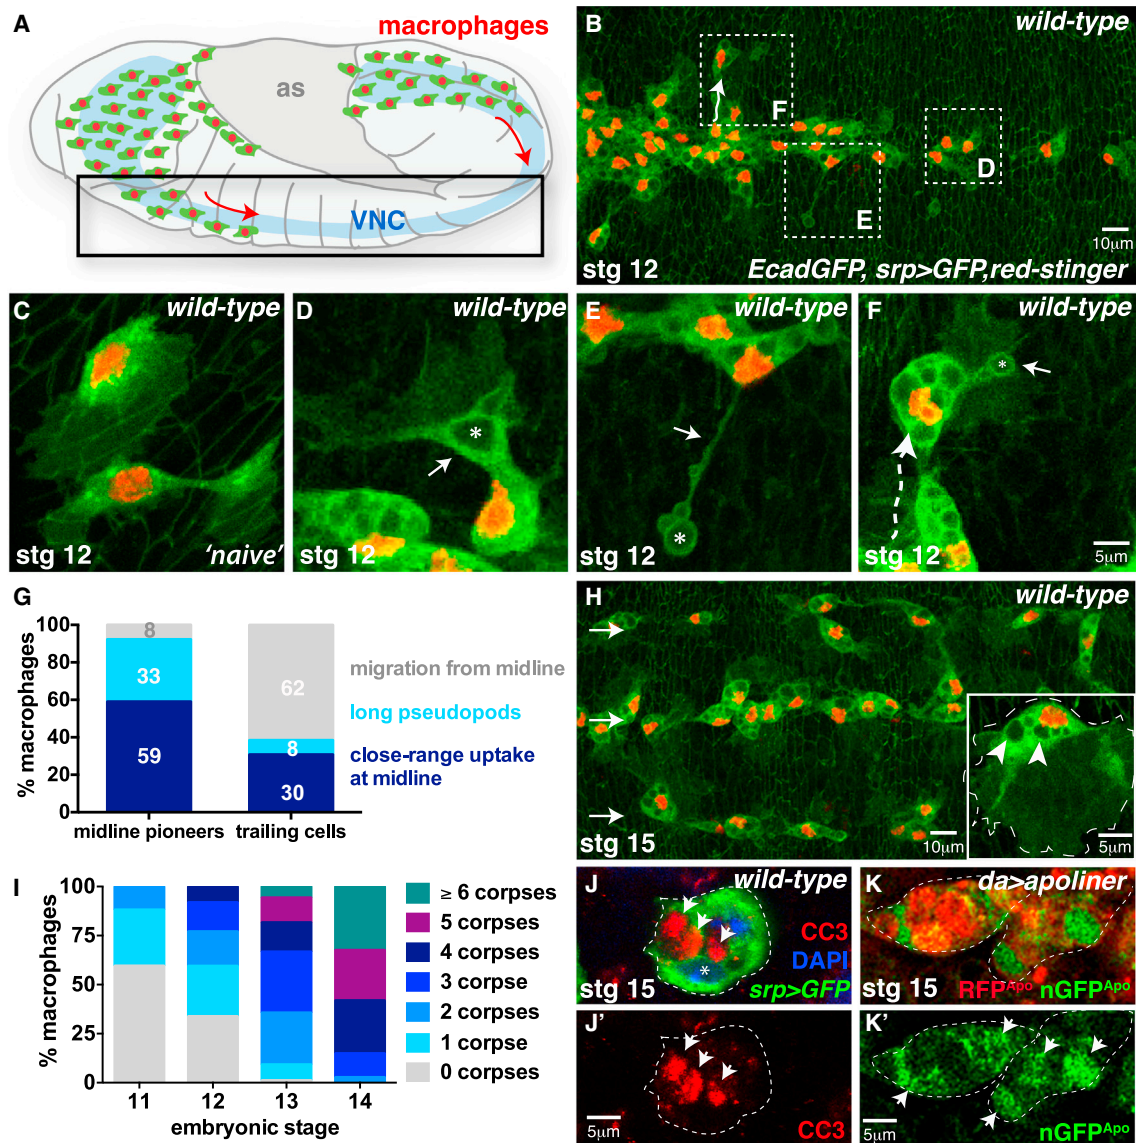 A
macrophages
as
VNC
B
wild-type
F
D
E
10μm
stg 12
EcadGFP, srp>GFP,red-stinger
C
wild-type
stg 12
'naive'
D
wild-type
*
stg 12
E
wild-type
*
stg 12
F
wild-type
*
stg 12
5μm
G
% macrophages
100
80
60
40
20
0
8
33
59
62
8
30
midline pioneers
trailing cells
migration from midline
long pseudopods
close-range uptake
at midline
H
wild-type
stg 15
10μm
5μm
I
% macrophages
100
75
50
25
0
11
12
13
14
embryonic stage
≥ 6 corpses
5 corpses
4 corpses
3 corpse
2 corpses
1 corpse
0 corpses
J
wild-type
CC3
DAPI
*
stg 15
srp>GFP
K
da>apoliner
stg 15
RFPᴬᵖᵒ nGFPᴬᵖᵒ
J'
5μm
CC3
K'
5μm
nGFPᴬᵖᵒ